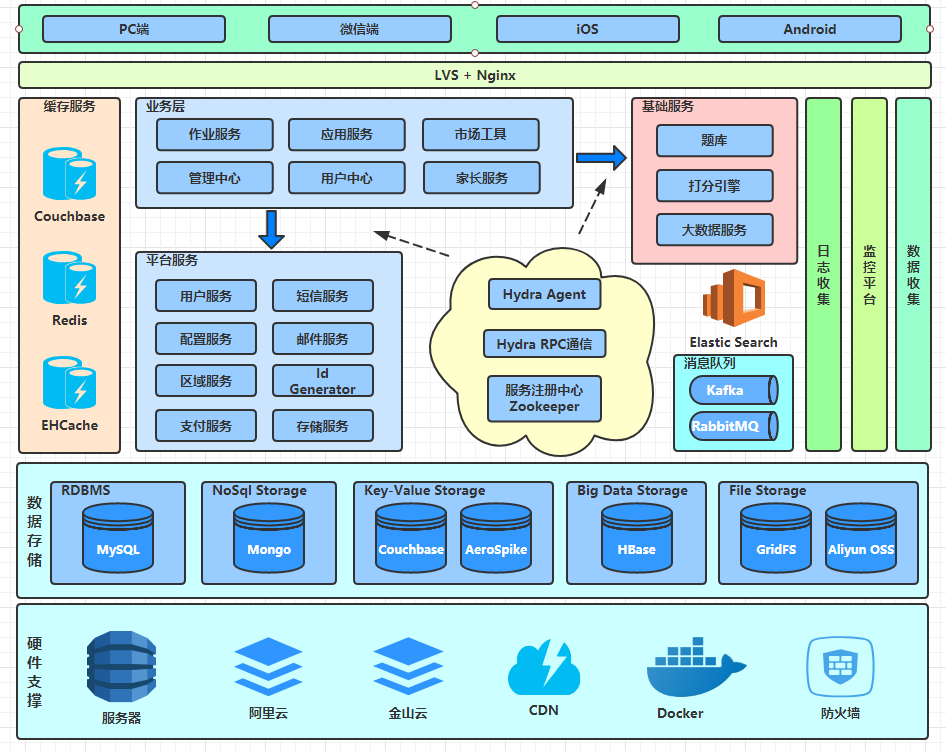 PC端
微信端
iOS
Android
LVS + Nginx
缓存服务
Couchbase
Redis
EHCache
业务层
作业服务
应用服务
市场工具
管理中心
用户中心
家长服务
基础服务
题库
打分引擎
大数据服务
平台服务
用户服务
短信服务
配置服务
邮件服务
区域服务
Id
Generator
支付服务
存储服务
Hydra Agent
Hydra RPC通信
服务注册中心
Zookeeper
Elastic Search
消息队列
Kafka
RabbitMQ
日志收集
监控平台
数据收集
数据存储
RDBMS
MySQL
NoSql Storage
Mongo
Key-Value Storage
Couchbase
AeroSpike
Big Data Storage
HBase
File Storage
GridFS
Aliyun OSS
硬件支撑
服务器
阿里云
金山云
CDN
Docker
防火墙